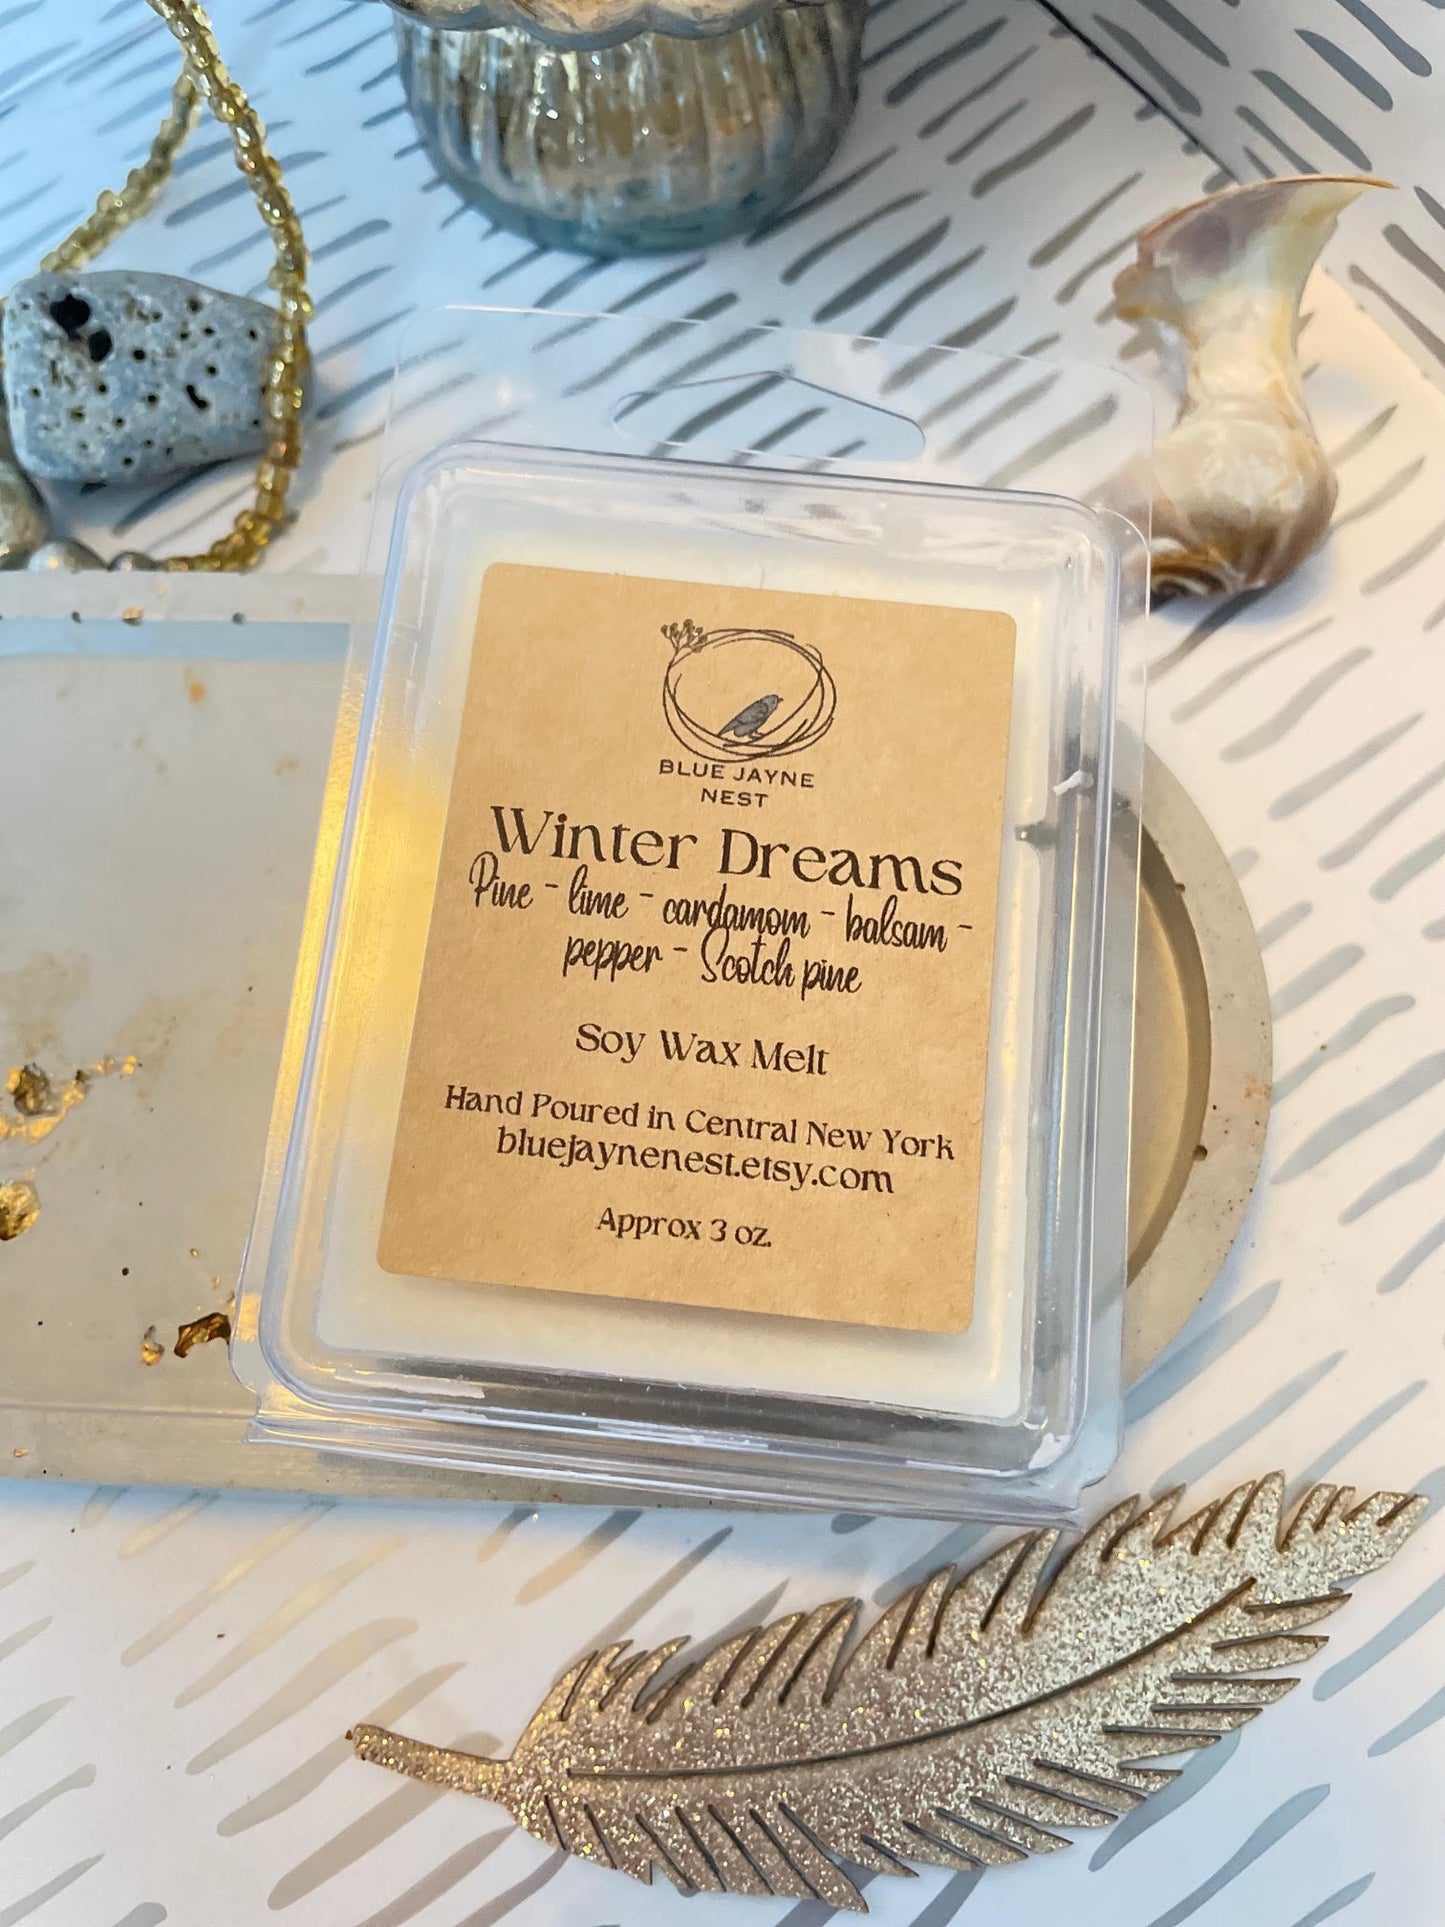 BLUE JAYNE
NEST
Winter Dreams
Pine - lime - cardamom - balsam -
pepper - Scotch pine
Soy Wax Melt
Hand Poured in Central New York
bluejaynenest.etsy.com
Approx 3 oz.